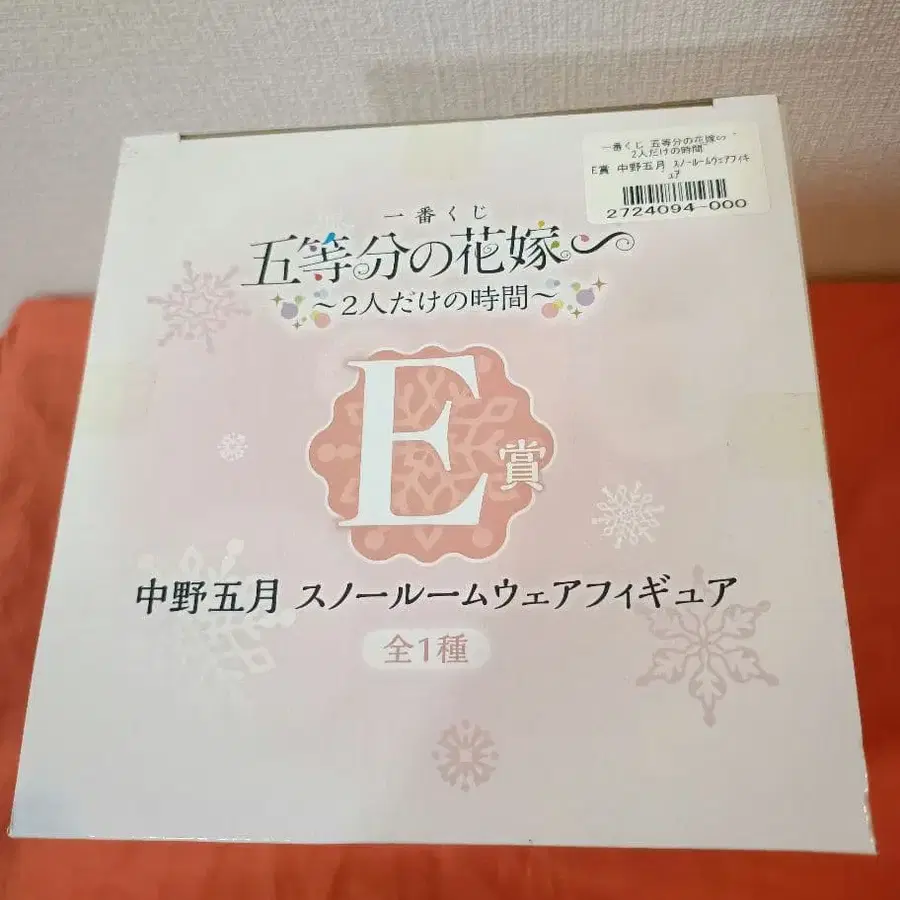 一番くじ 五等分の花嫁∽
2人だけの時間
E賞 中野五月 スノールームウェアフィギ
ュア
2724094-000
一番くじ
五等分の花嫁∽
～2人だけの時間～
E賞
中野五月 スノールームウェアフィギュア
全1種